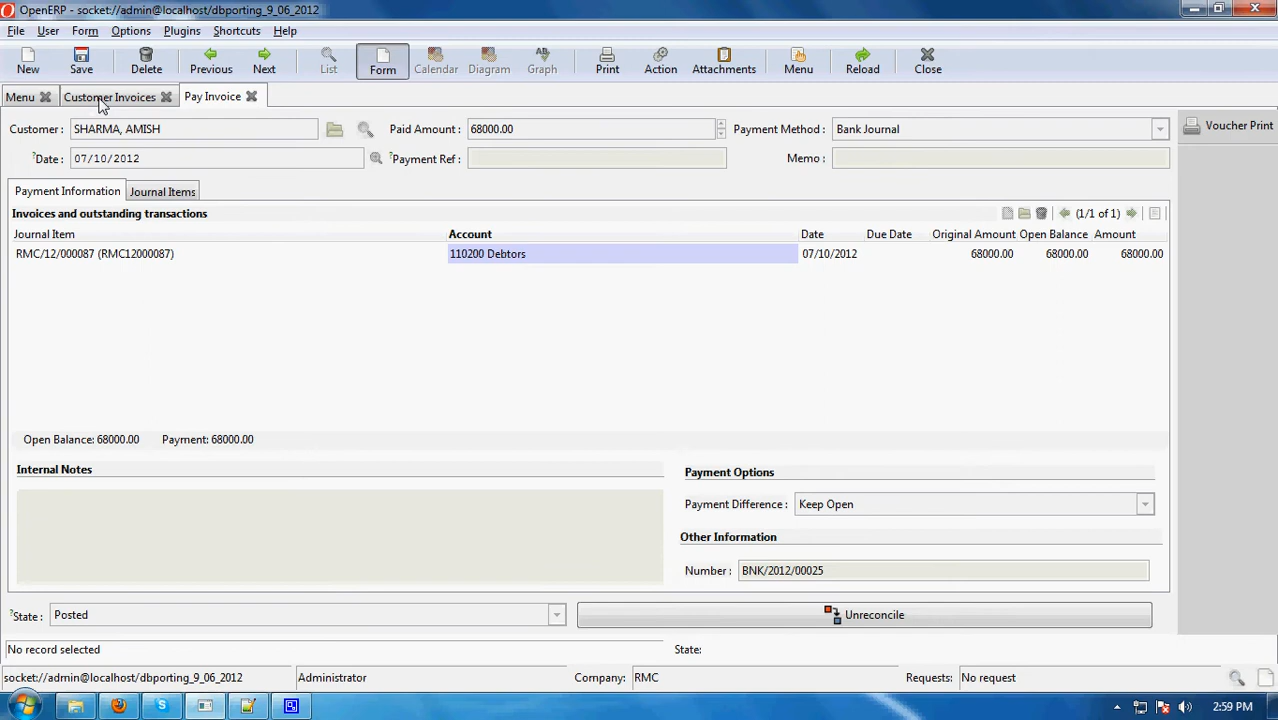 OpenERP - socket://admin@localhost/dbporting_9_06_2012
File User Form Options Plugins Shortcuts Help
New Save Delete Previous Next List Form Calendar Diagram Graph Print Action Attachments Menu Reload Close
Menu Customer Invoices Pay Invoice
Customer : SHARMA, AMISH Paid Amount : 68000.00 Payment Method : Bank Journal Voucher Print
?Date : 07/10/2012 ?Payment Ref : Memo :
Payment Information Journal Items
Invoices and outstanding transactions (1/1 of 1)
Journal Item Account Date Due Date Original Amount Open Balance Amount
RMC/12/000087 (RMC12000087) 110200 Debtors 07/10/2012 68000.00 68000.00 68000.00
Open Balance: 68000.00 Payment: 68000.00
Internal Notes Payment Options
Payment Difference : Keep Open
Other Information
Number : BNK/2012/00025
?State : Posted Unreconcile
No record selected State:
socket://admin@localhost/dbporting_9_06_2012 Administrator Company: RMC Requests: No request
2:59 PM